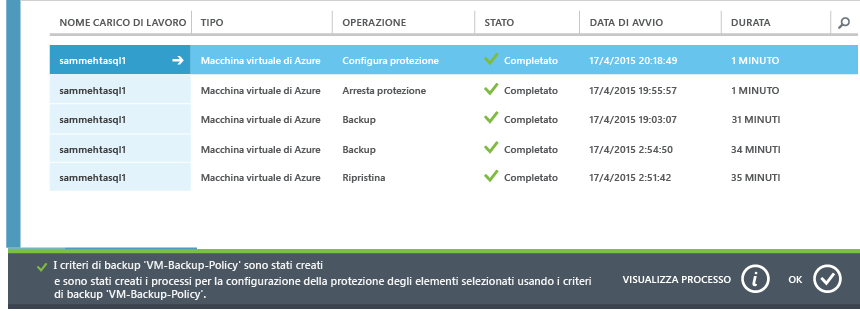 NOME CARICO DI LAVORO TIPO OPERAZIONE STATO DATA DI AVVIO DURATA
sammehtasql1 Macchina virtuale di Azure Configura protezione Completato 17/4/2015 20:18:49 1 MINUTO
sammehtasql1 Macchina virtuale di Azure Arresta protezione Completato 17/4/2015 19:55:57 1 MINUTO
sammehtasql1 Macchina virtuale di Azure Backup Completato 17/4/2015 19:03:07 31 MINUTI
sammehtasql1 Macchina virtuale di Azure Backup Completato 17/4/2015 2:54:50 34 MINUTI
sammehtasql1 Macchina virtuale di Azure Ripristina Completato 17/4/2015 2:51:42 35 MINUTI
I criteri di backup 'VM-Backup-Policy' sono stati creati
e sono stati creati i processi per la configurazione della protezione degli elementi selezionati usando i criteri
di backup 'VM-Backup-Policy'.
VISUALIZZA PROCESSO i OK